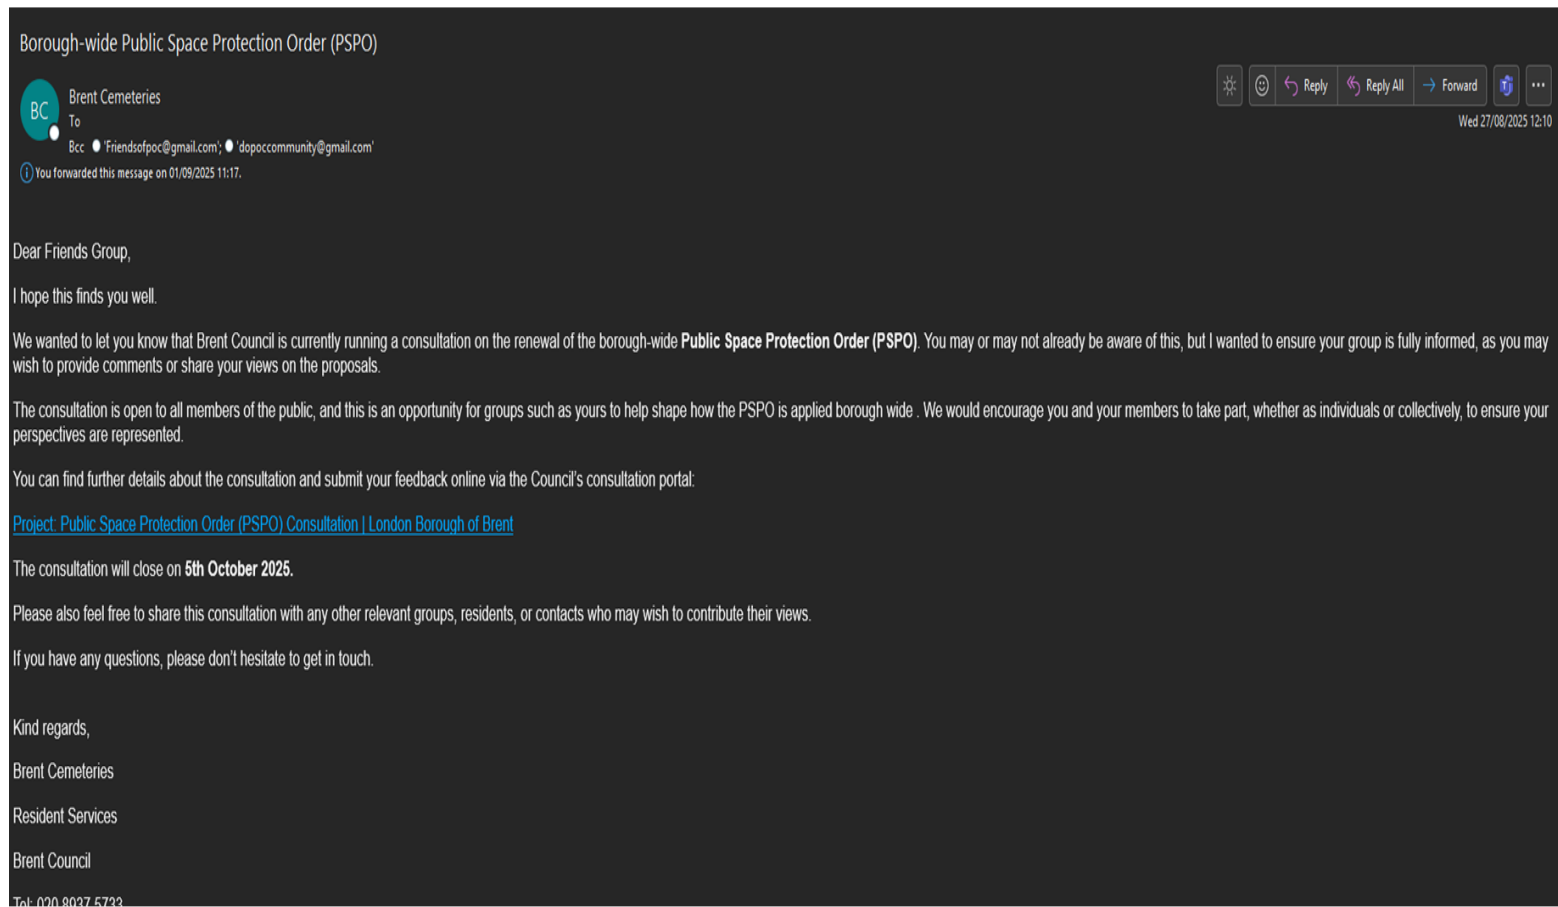 Borough-wide Public Space Protection Order (PSPO)
BC
Brent Cemeteries
To
Bcc 'Friendsofpoc@gmail.com'; 'dopoccommunity@gmail.com'
You forwarded this message on 01/09/2025 11:17.
Reply
Reply All
Forward
Wed 27/08/2025 12:10
Dear Friends Group,
I hope this finds you well.
We wanted to let you know that Brent Council is currently running a consultation on the renewal of the borough-wide Public Space Protection Order (PSPO). You may or may not already be aware of this, but I wanted to ensure your group is fully informed, as you may
wish to provide comments or share your views on the proposals.
The consultation is open to all members of the public, and this is an opportunity for groups such as yours to help shape how the PSPO is applied borough wide . We would encourage you and your members to take part, whether as individuals or collectively, to ensure your
perspectives are represented.
You can find further details about the consultation and submit your feedback online via the Council's consultation portal:
Project: Public Space Protection Order (PSPO) Consultation | London Borough of Brent
The consultation will close on 5th October 2025.
Please also feel free to share this consultation with any other relevant groups, residents, or contacts who may wish to contribute their views.
If you have any questions, please don't hesitate to get in touch.
Kind regards,
Brent Cemeteries
Resident Services
Brent Council
Tel: 020 8937 5733